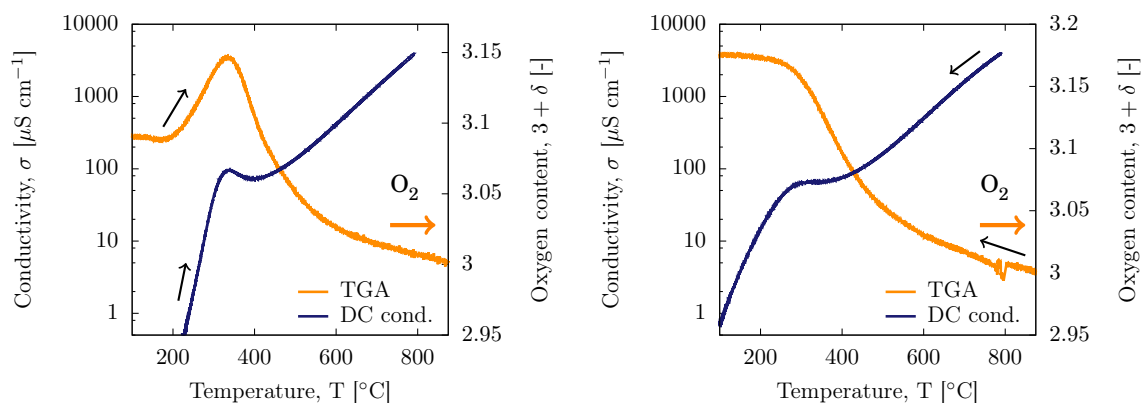 10000
1000
100
10
1
Conductivity, σ [µS cm⁻¹]
3.15
3.1
3.05
3
2.95
Oxygen content, 3 + δ [-]
O₂
TGA
DC cond.
200 400 600 800
Temperature, T [°C]
10000
1000
100
10
1
Conductivity, σ [µS cm⁻¹]
3.2
3.15
3.1
3.05
3
2.95
Oxygen content, 3 + δ [-]
O₂
TGA
DC cond.
200 400 600 800
Temperature, T [°C]